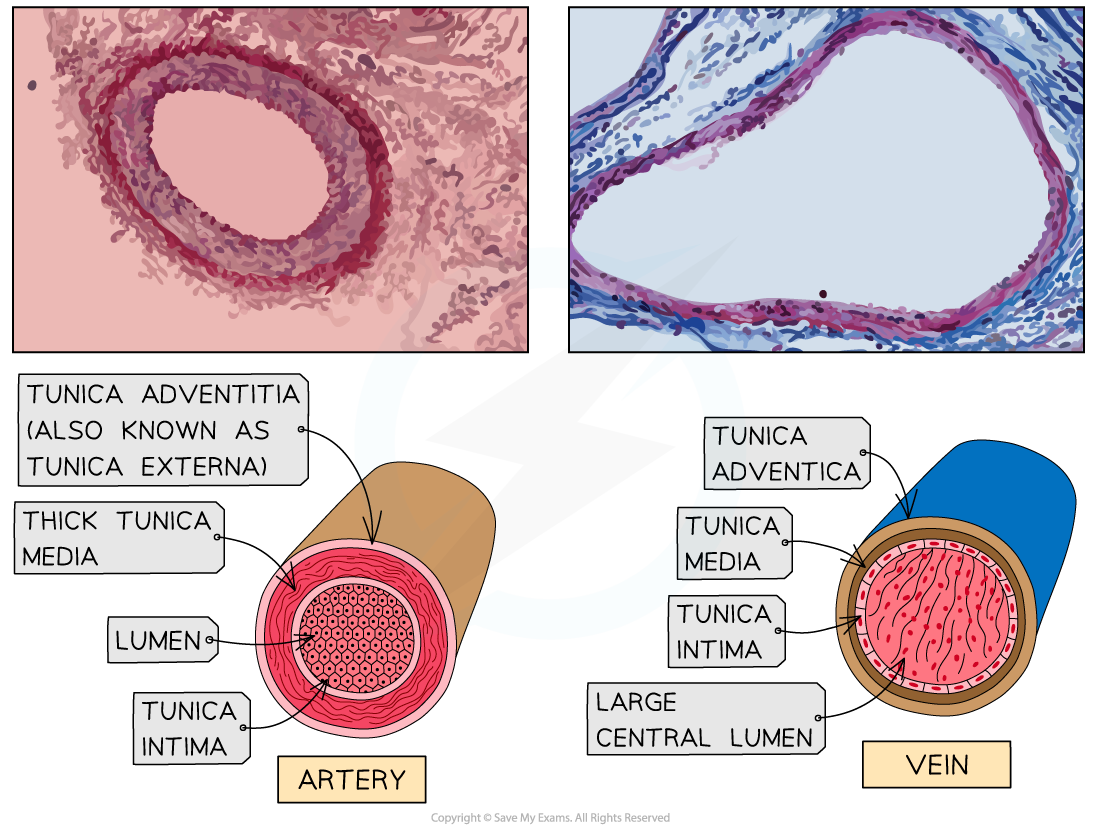 TUNICA ADVENTITIA
(ALSO KNOWN AS
TUNICA EXTERNA)
THICK TUNICA
MEDIA
LUMEN
TUNICA
INTIMA
ARTERY
TUNICA
ADVENTICA
TUNICA
MEDIA
TUNICA
INTIMA
LARGE
CENTRAL LUMEN
VEIN
Copyright © Save My Exams. All Rights Reserved